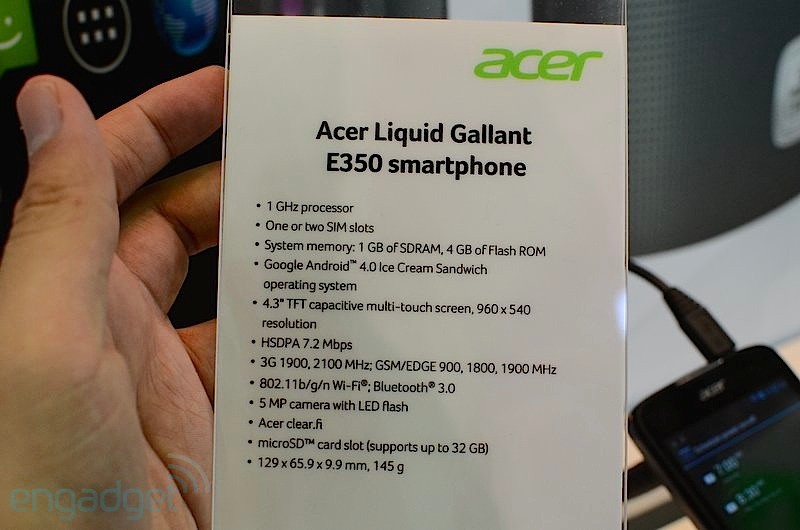 acer
Acer Liquid Gallant
E350 smartphone
• 1 GHz processor
• One or two SIM slots
• System memory: 1 GB of SDRAM, 4 GB of Flash ROM
• Google Android™ 4.0 Ice Cream Sandwich
operating system
• 4.3" TFT capacitive multi-touch screen, 960 x 540
resolution
• HSDPA 7.2 Mbps
• 3G 1900, 2100 MHz; GSM/EDGE 900, 1800, 1900 MHz
• 802.11b/g/n Wi-Fi®; Bluetooth® 3.0
• 5 MP camera with LED flash
• Acer clear.fi
• microSD™ card slot (supports up to 32 GB)
• 129 x 65.9 x 9.9 mm, 145 g
acer
engadget